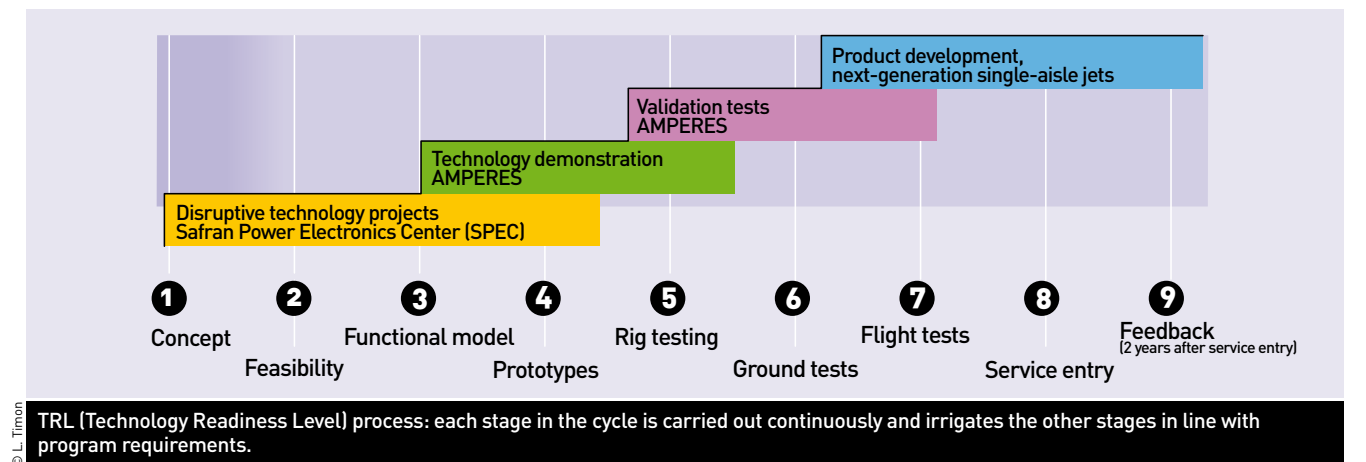 Product development,
next-generation single-aisle jets
Validation tests
AMPERES
Technology demonstration
AMPERES
Disruptive technology projects
Safran Power Electronics Center (SPEC)
1 2 3 4 5 6 7 8 9
Concept
Feasibility
Functional model
Prototypes
Rig testing
Ground tests
Flight tests
Service entry
Feedback
(2 years after service entry)
© L. Timon
TRL (Technology Readiness Level) process: each stage in the cycle is carried out continuously and irrigates the other stages in line with
program requirements.